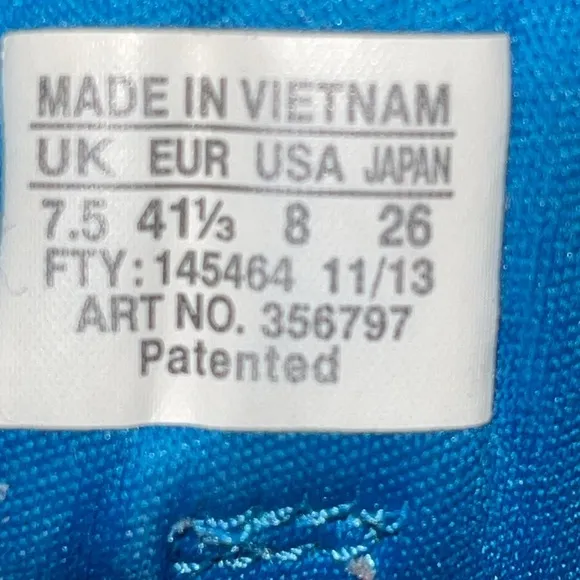 MADE IN VIETNAM
UK EUR USA JAPAN
7.5 41⅓ 8 26
FTY: 145464 11/13
ART NO. 356797
Patented